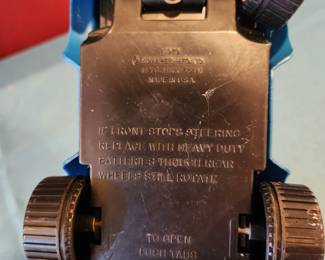 MADE IN U.S.A.
IF FRONT STOPS STEERING
REPLACE WITH HEAVY DUTY
BATTERIES THOUGH REAR
WHEELS STILL ROTATE
TO OPEN
PUSH TABS